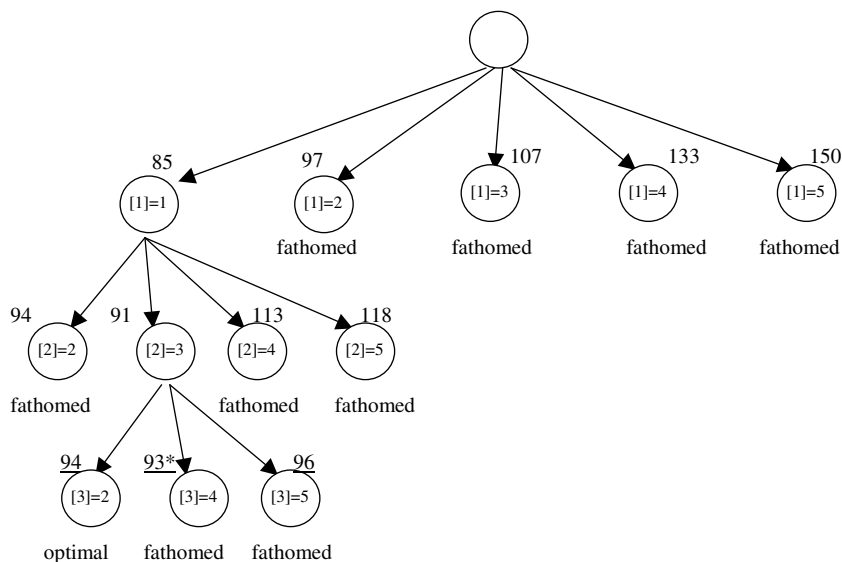 85 97 107 133 150
[1]=1 [1]=2 [1]=3 [1]=4 [1]=5
fathomed fathomed fathomed fathomed
94 91 113 118
[2]=2 [2]=3 [2]=4 [2]=5
fathomed fathomed fathomed
94 93* 96
[3]=2 [3]=4 [3]=5
optimal fathomed fathomed